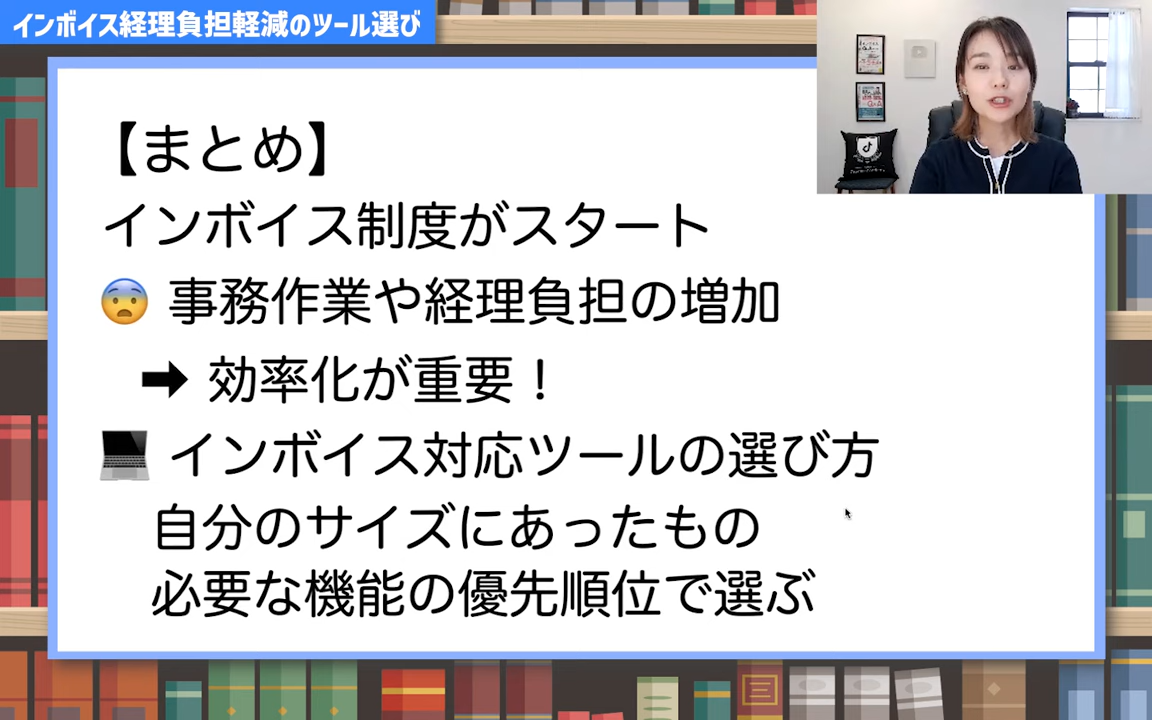 インボイス経理負担軽減のツール選び
【まとめ】
インボイス制度がスタート
😨 事務作業や経理負担の増加
➡ 効率化が重要！
💻 インボイス対応ツールの選び方
自分のサイズにあったもの
必要な機能の優先順位で選ぶ